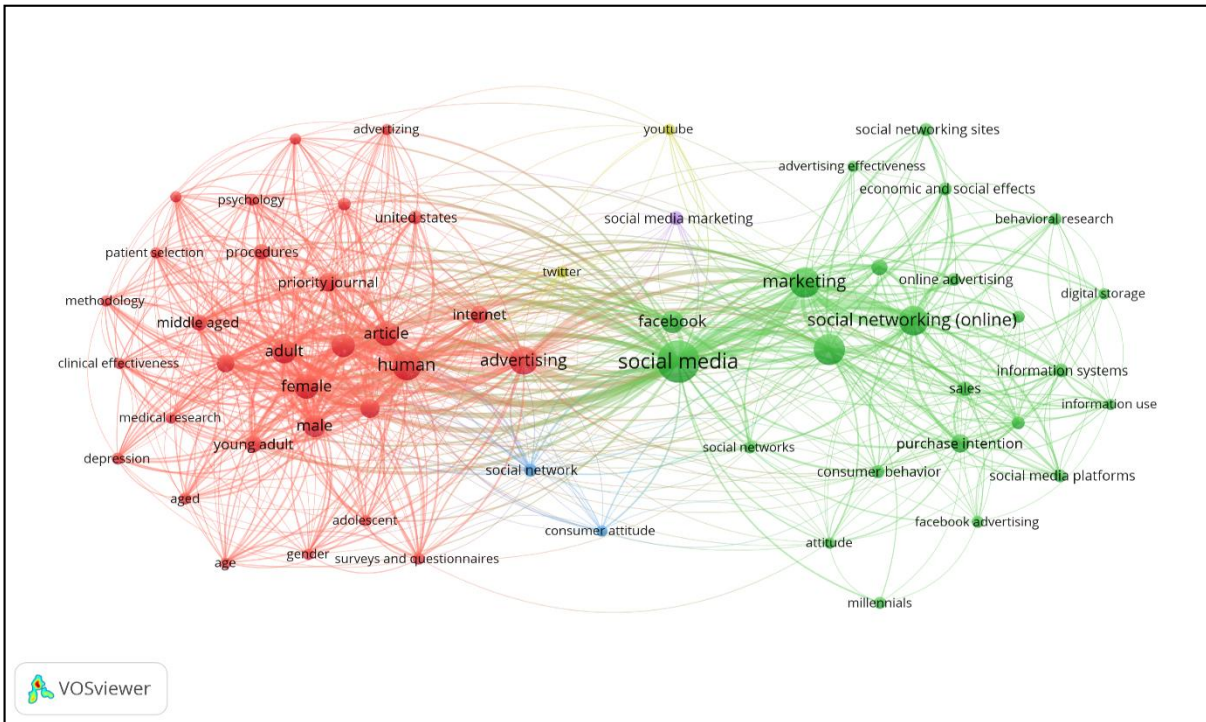 advertizing
youtube
social networking sites
advertising effectiveness
economic and social effects
psychology
united states
social media marketing
behavioral research
patient selection
procedures
twitter
priority journal
marketing
online advertising
methodology
digital storage
middle aged
article
internet
facebook
social networking (online)
adult
clinical effectiveness
human
advertising
social media
information systems
female
sales
medical research
information use
male
young adult
social networks
purchase intention
depression
social network
consumer behavior
social media platforms
aged
adolescent
facebook advertising
consumer attitude
attitude
age
gender
surveys and questionnaires
millennials
VOSviewer